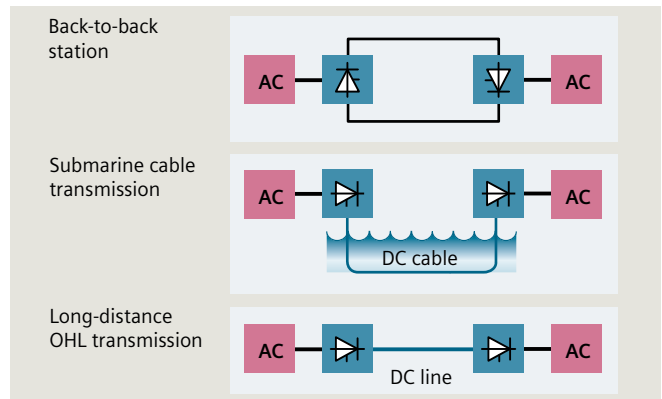 Back-to-back
station
AC
AC
Submarine cable
transmission
AC
AC
DC cable
Long-distance
OHL transmission
AC
AC
DC line